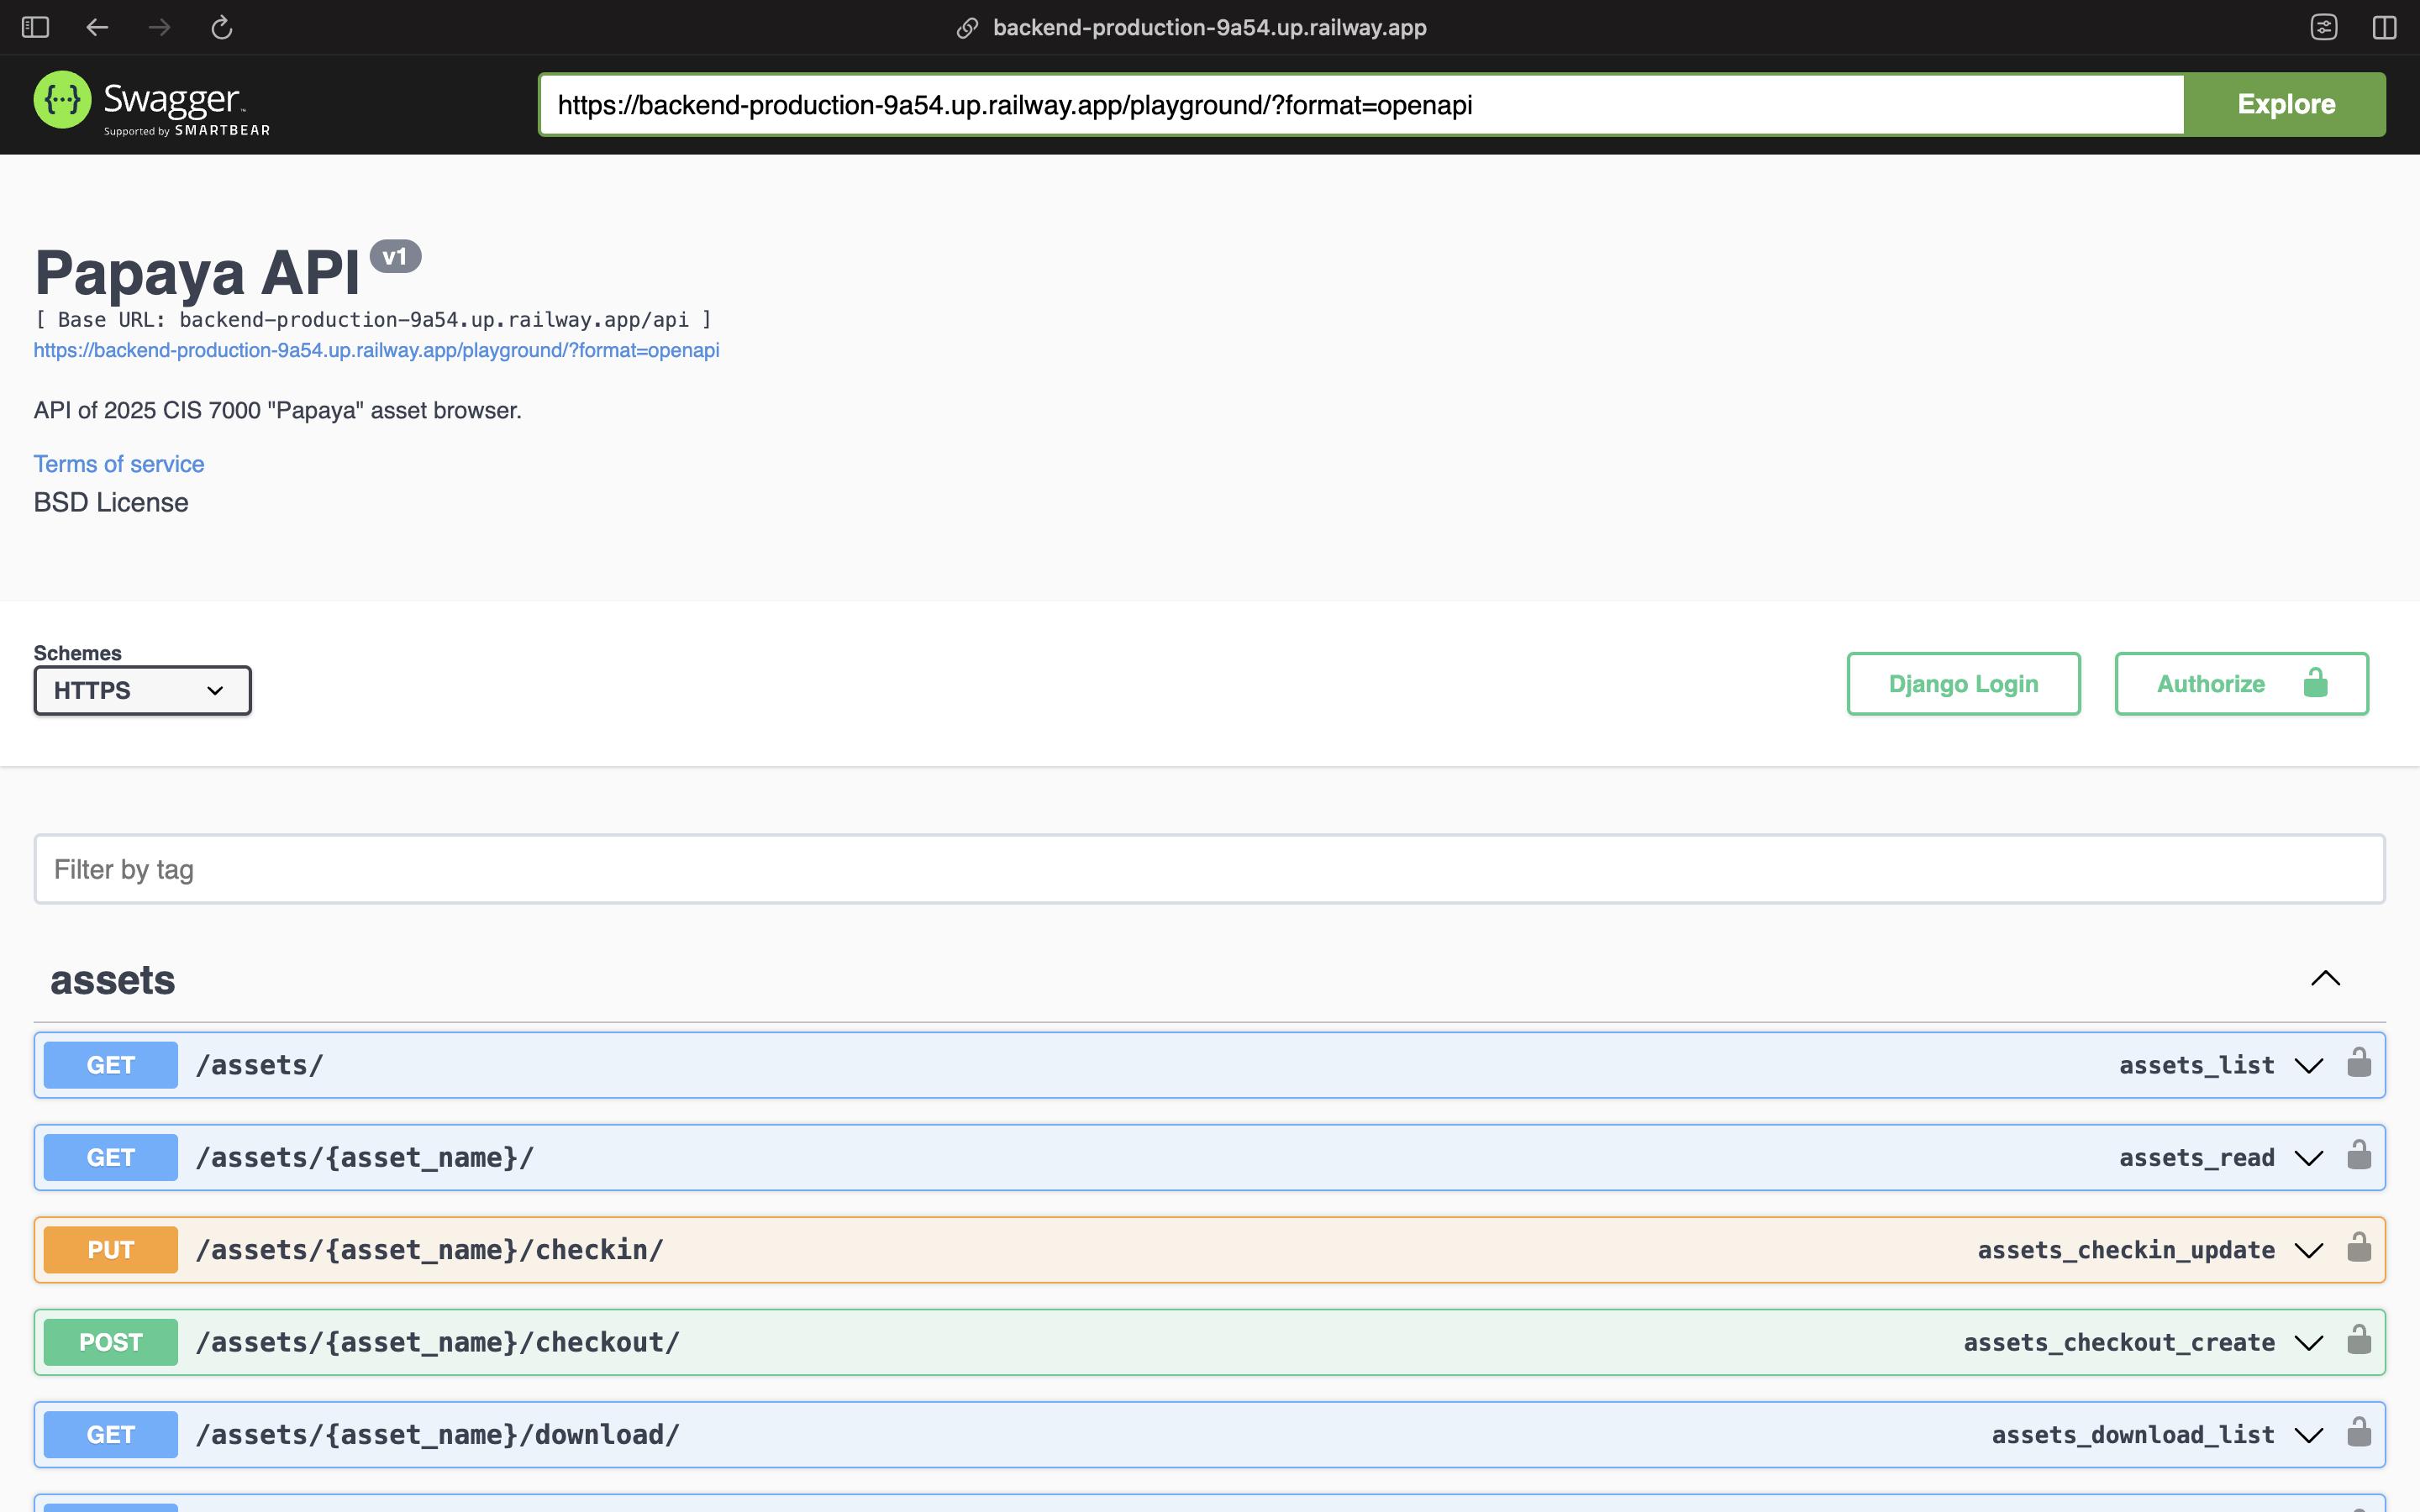 backend-production-9a54.up.railway.app
{···} Swagger™
Supported by SMARTBEAR
https://backend-production-9a54.up.railway.app/playground/?format=openapi
Explore
Papaya API v1
[ Base URL: backend-production-9a54.up.railway.app/api ]
https://backend-production-9a54.up.railway.app/playground/?format=openapi
API of 2025 CIS 7000 "Papaya" asset browser.
Terms of service
BSD License
Schemes
HTTPS
Django Login
Authorize
Filter by tag
assets
GET /assets/ assets_list
GET /assets/{asset_name}/ assets_read
PUT /assets/{asset_name}/checkin/ assets_checkin_update
POST /assets/{asset_name}/checkout/ assets_checkout_create
GET /assets/{asset_name}/download/ assets_download_list